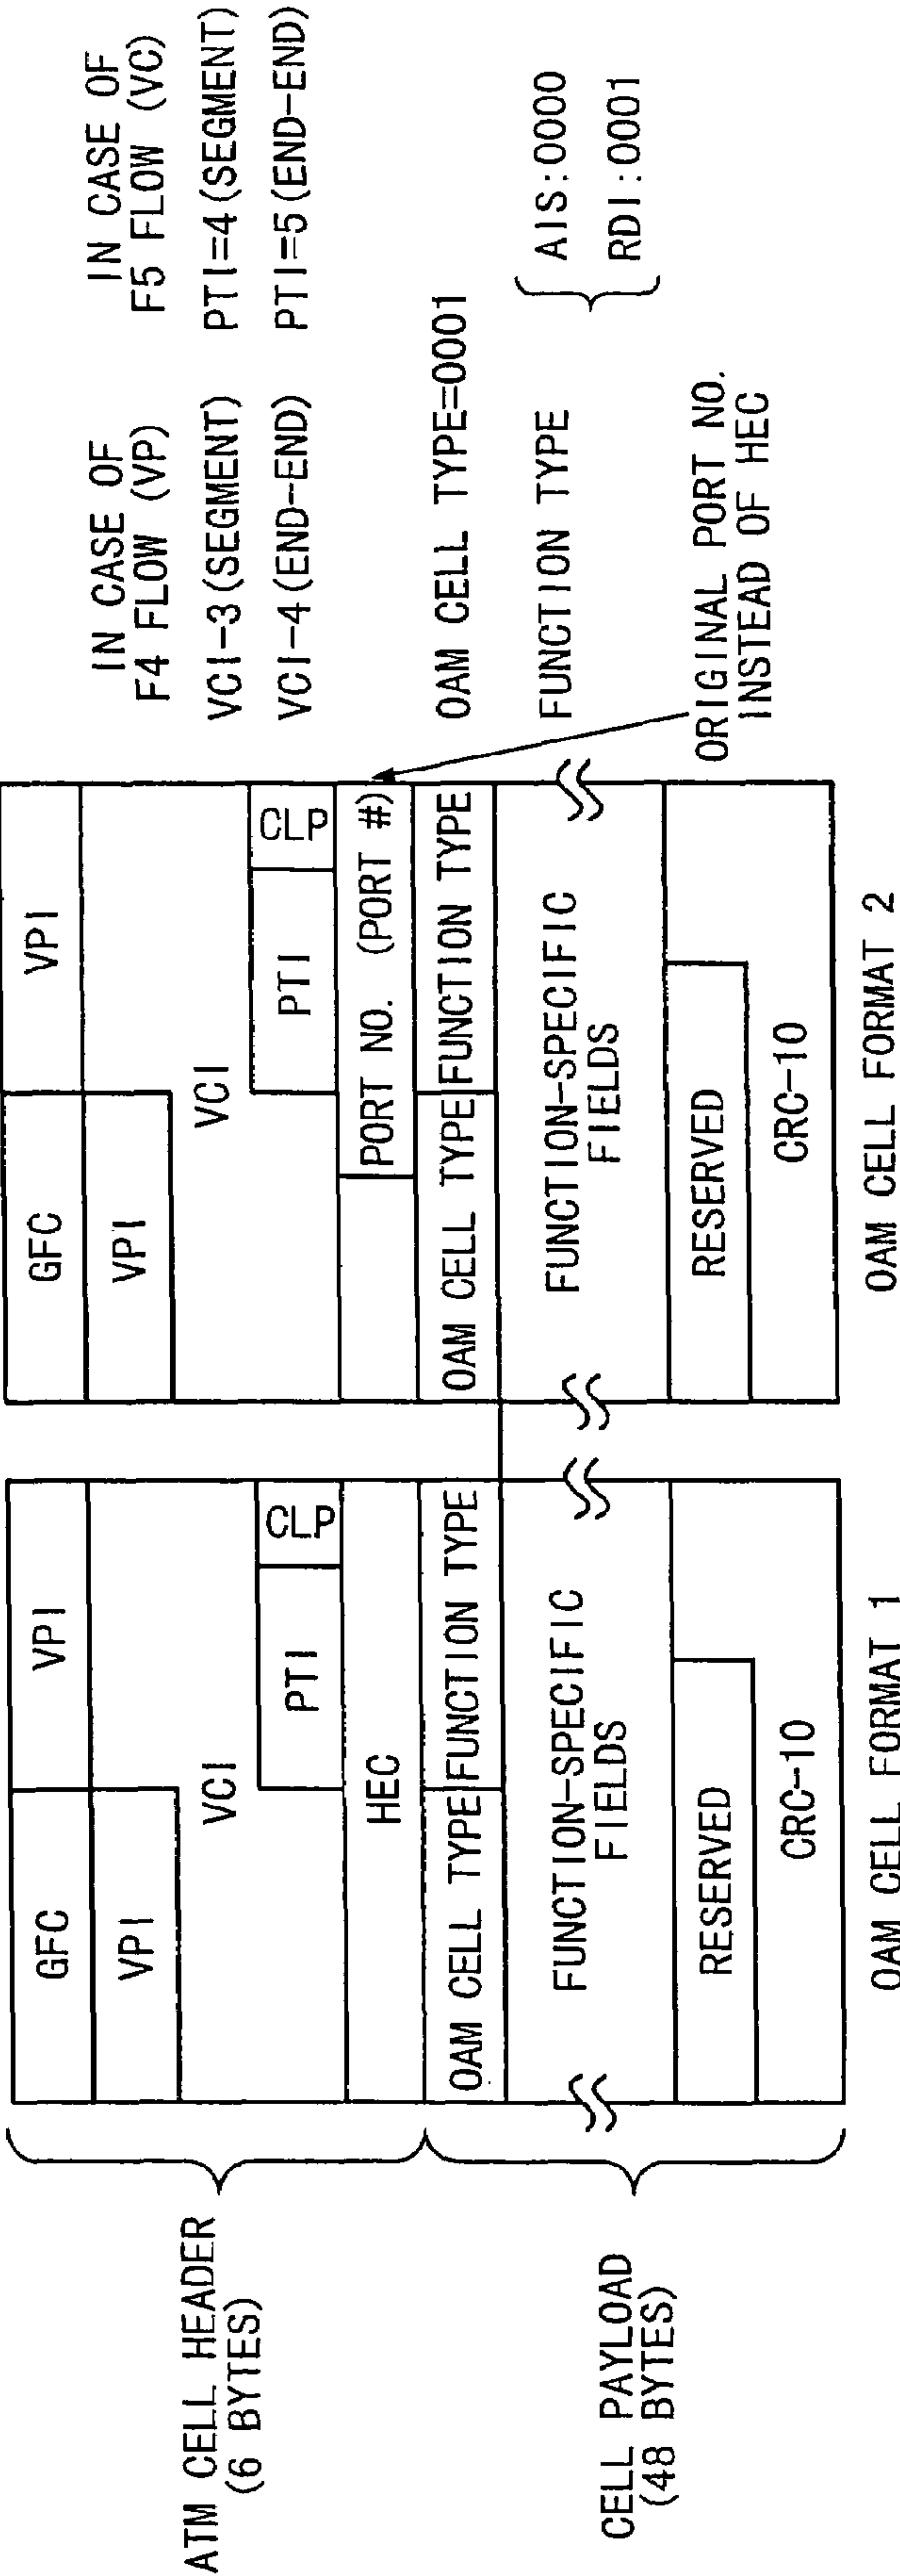 ATM CELL HEADER
(6 BYTES)
CELL PAYLOAD
(48 BYTES)
GFC
VPI
VPI
VCI
PTI
CLP
HEC
OAM CELL TYPE
FUNCTION TYPE
FUNCTION-SPECIFIC
FIELDS
RESERVED
CRC-10
OAM CELL FORMAT 1
GFC
VPI
VPI
VCI
PTI
CLP
PORT NO. (PORT #)
OAM CELL TYPE
FUNCTION TYPE
FUNCTION-SPECIFIC
FIELDS
RESERVED
CRC-10
OAM CELL FORMAT 2
IN CASE OF
F4 FLOW (VP)
IN CASE OF
F5 FLOW (VC)
VCI-3(SEGMENT) PTI=4(SEGMENT)
VCI-4(END-END) PTI=5(END-END)
OAM CELL TYPE=0001
FUNCTION TYPE
AIS:0000
RDI:0001
ORIGINAL PORT NO.
INSTEAD OF HEC